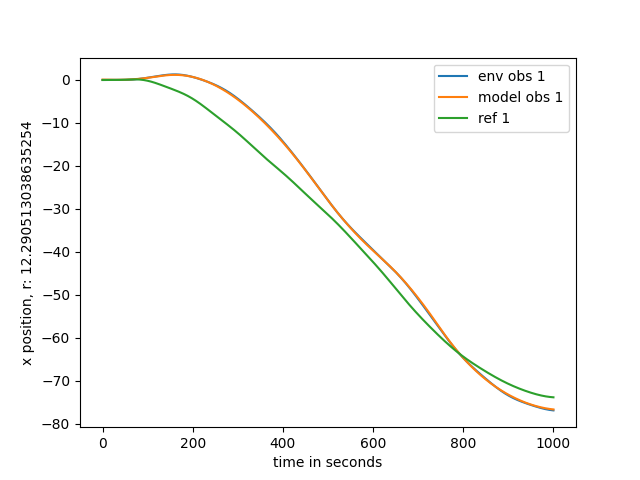 env obs 1
model obs 1
ref 1
0
−10
−20
−30
−40
−50
−60
−70
−80
x position, r: 12.290513038635254
0 200 400 600 800 1000
time in seconds